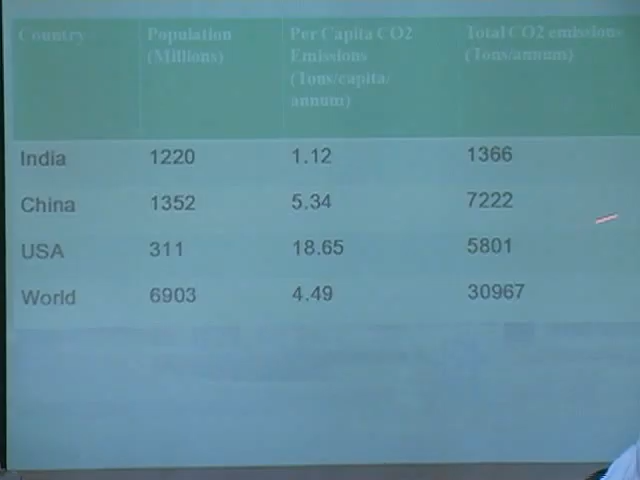 Country Population (Millions) Per Capita CO2 Emissions (Tons/capita/ annum) Total CO2 emissions (Tons/annum)
India 1220 1.12 1366
China 1352 5.34 7222
USA 311 18.65 5801
World 6903 4.49 30967